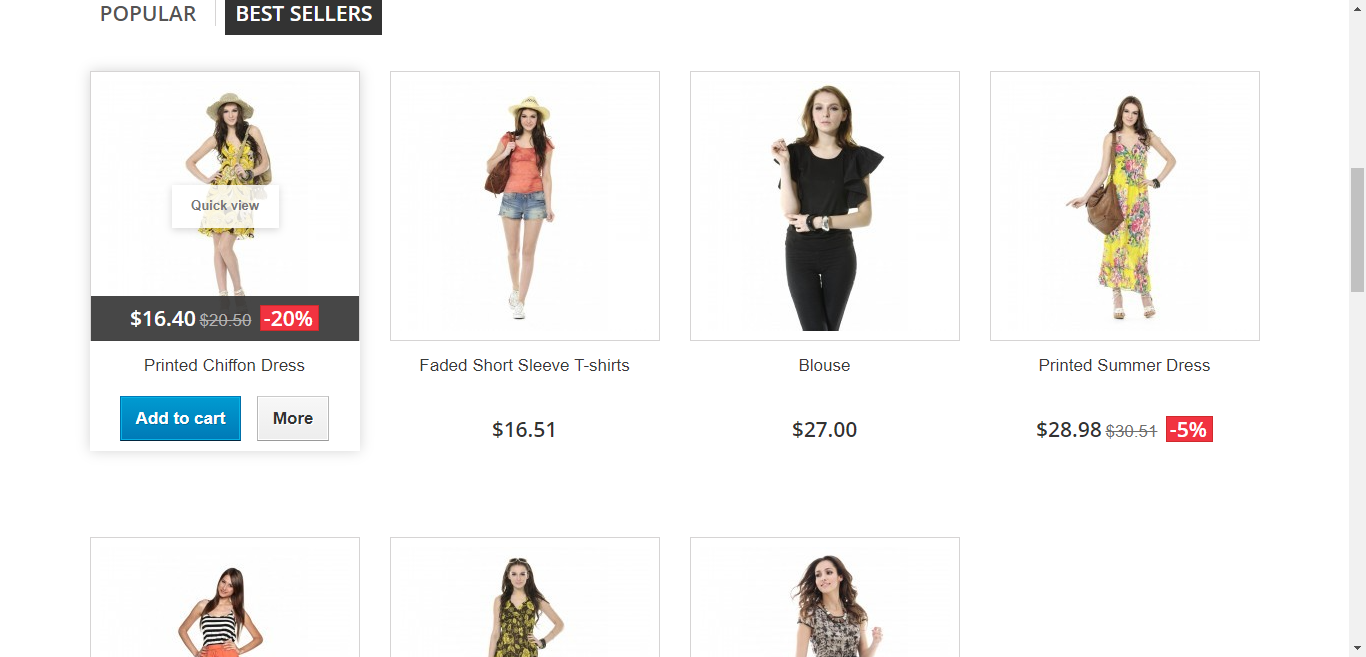 POPULAR
BEST SELLERS
Quick view
$16.40 $20.50 -20%
Printed Chiffon Dress
Add to cart
More
Faded Short Sleeve T-shirts
$16.51
Blouse
$27.00
Printed Summer Dress
$28.98 $30.51 -5%